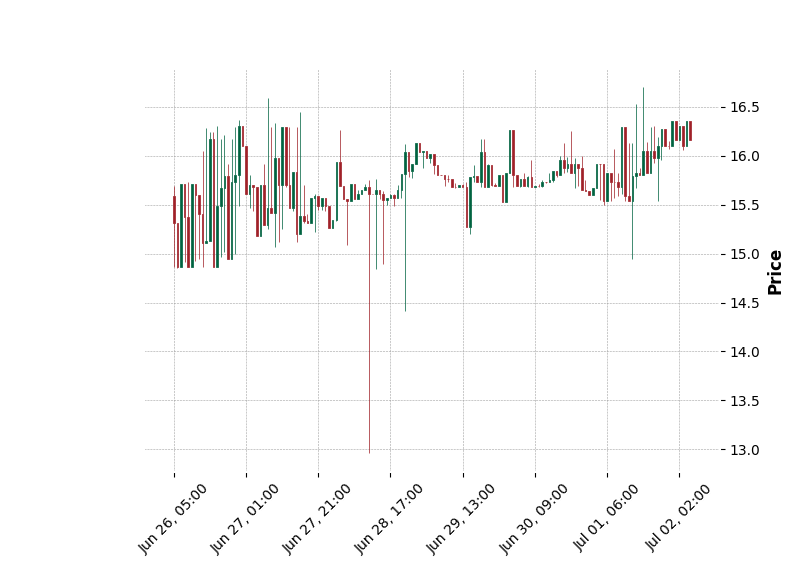 16.5
16.0
15.5
15.0
14.5
14.0
13.5
13.0
Price
Jun 26, 05:00
Jun 27, 01:00
Jun 27, 21:00
Jun 28, 17:00
Jun 29, 13:00
Jun 30, 09:00
Jul 01, 06:00
Jul 02, 02:00